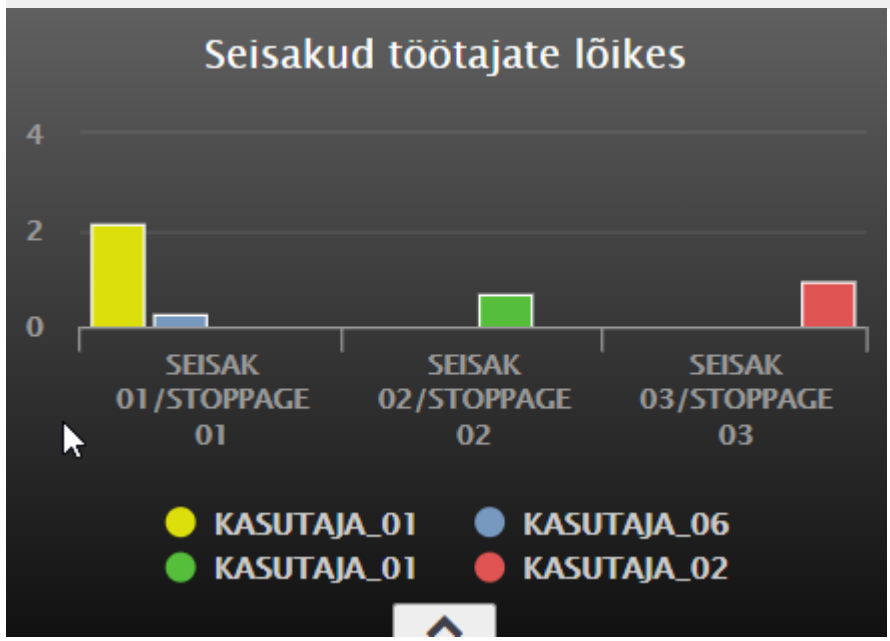 Seisakud töötajate lõikes
4
2
0
SEISAK
01/STOPPAGE
01
SEISAK
02/STOPPAGE
02
SEISAK
03/STOPPAGE
03
KASUTAJA_01
KASUTAJA_06
KASUTAJA_01
KASUTAJA_02